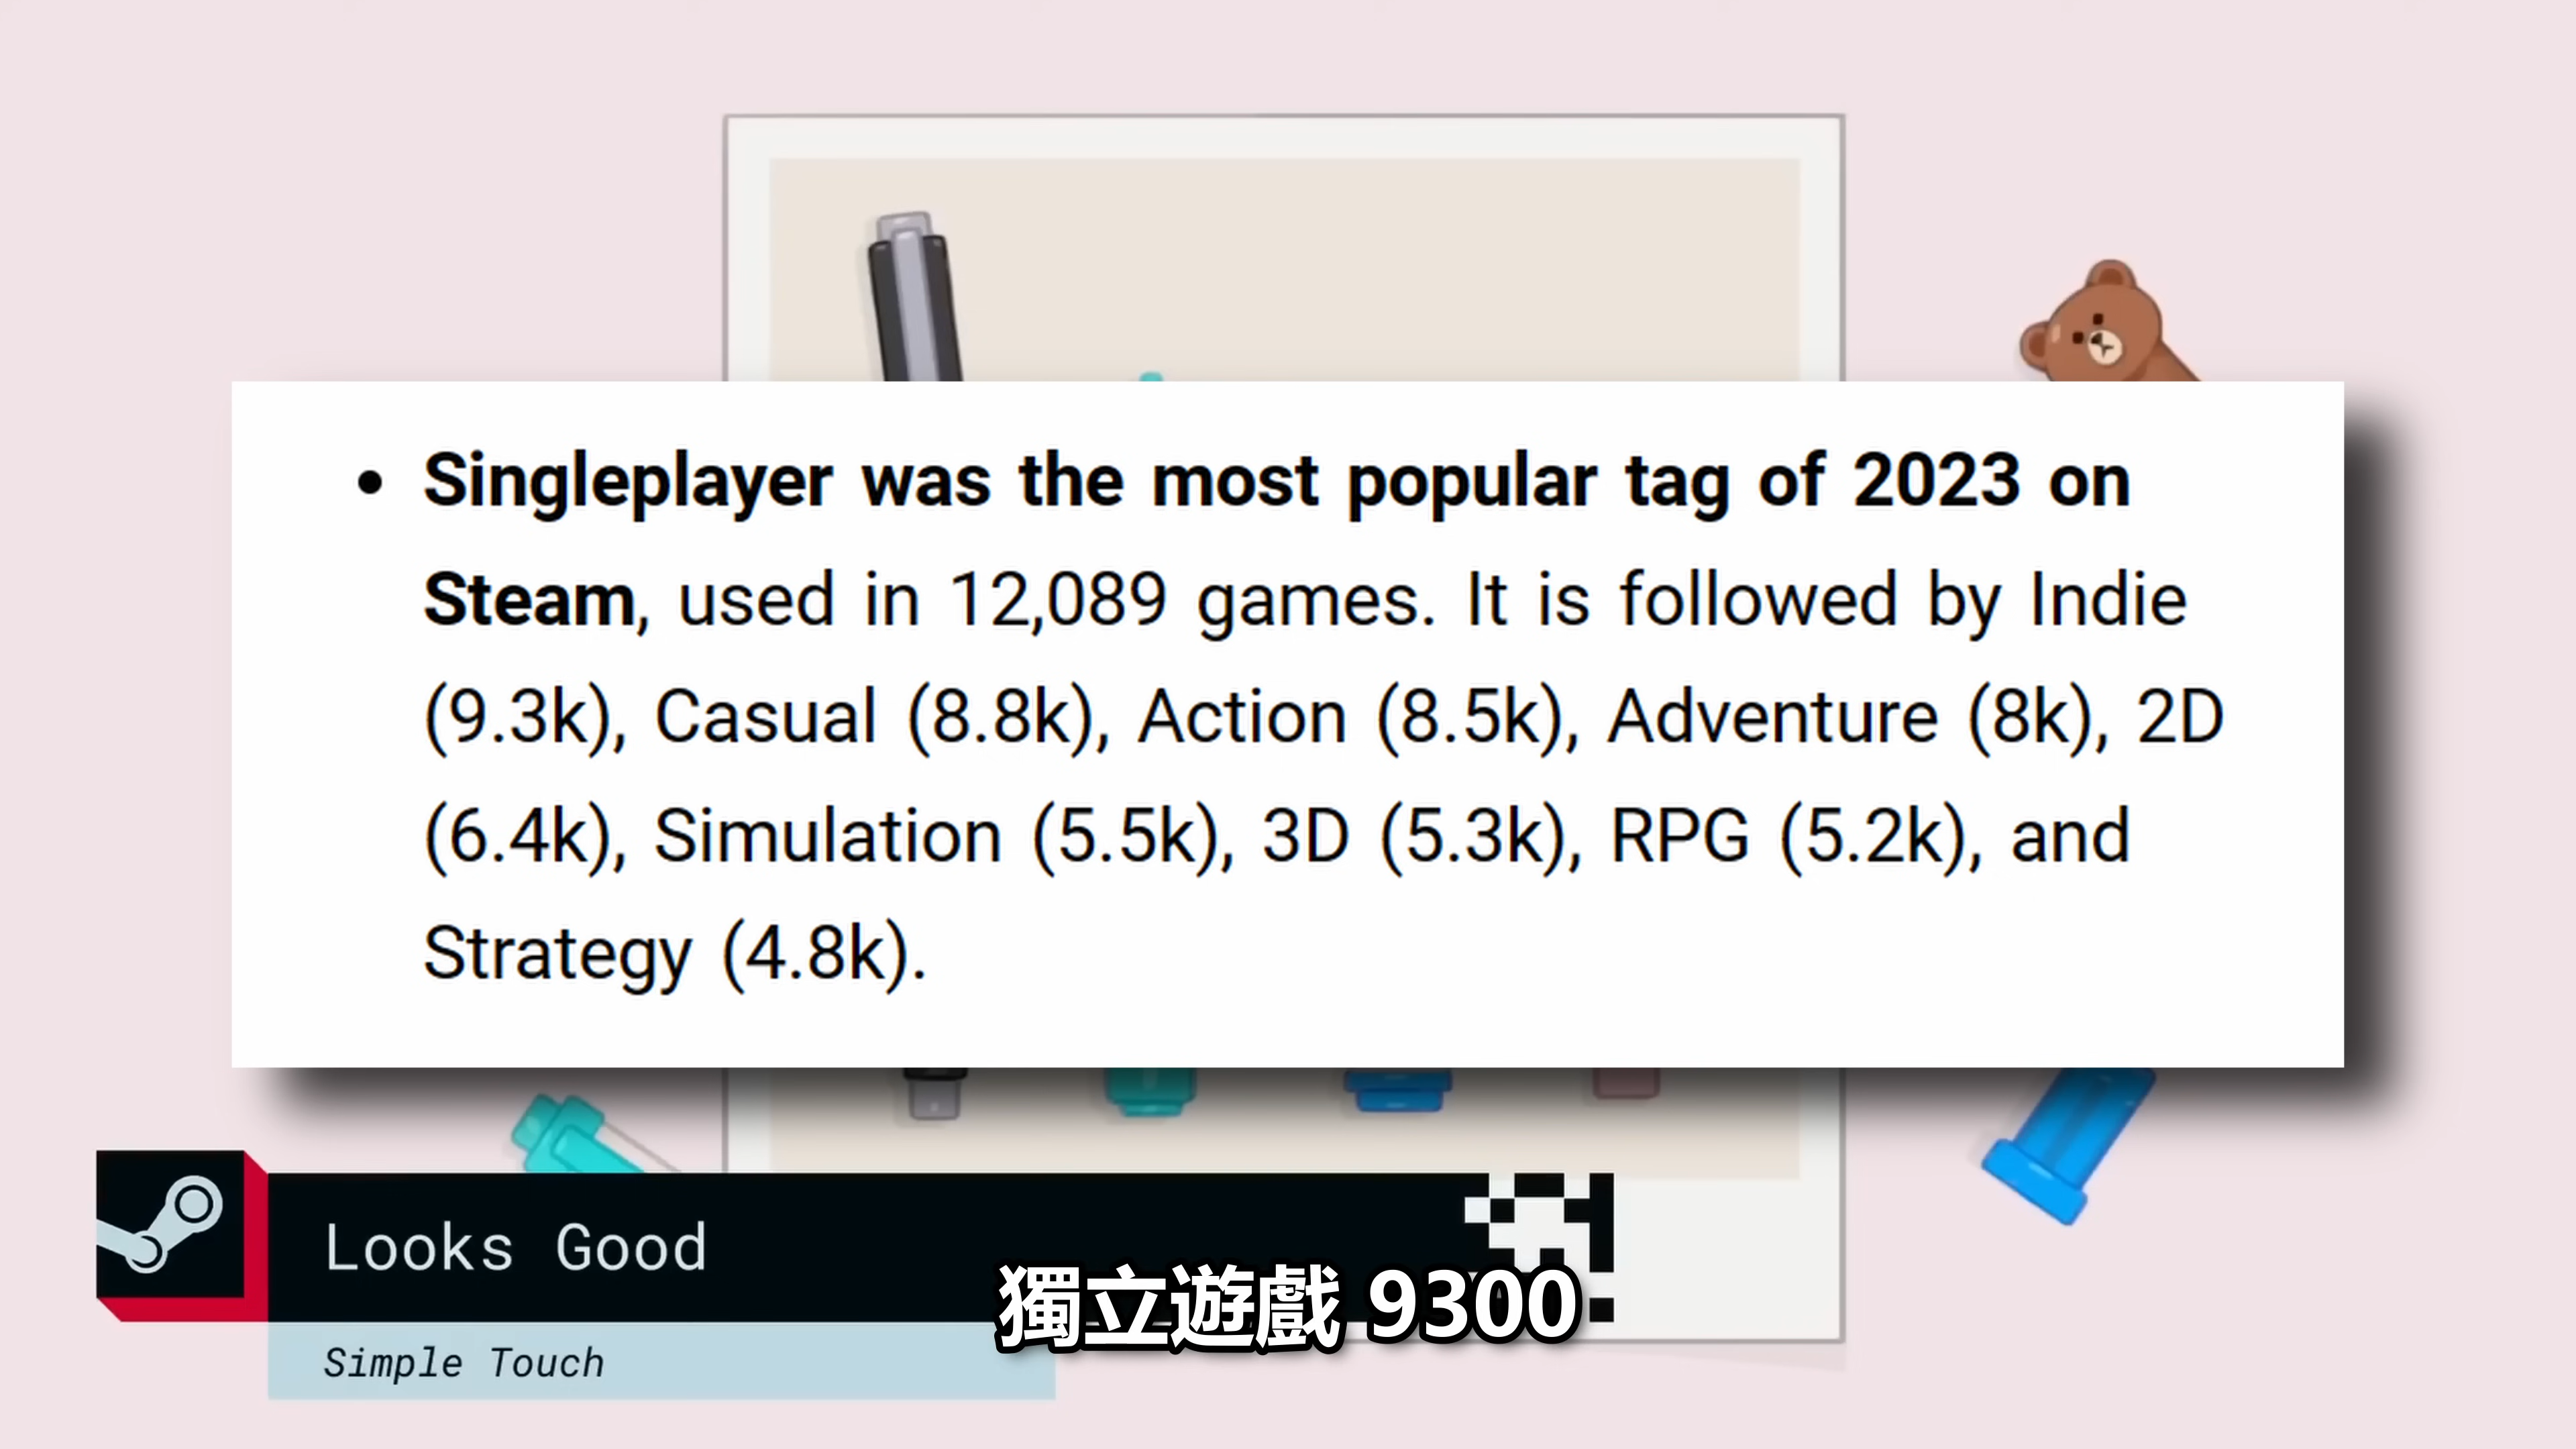 • Singleplayer was the most popular tag of 2023 on
Steam, used in 12,089 games. It is followed by Indie
(9.3k), Casual (8.8k), Action (8.5k), Adventure (8k), 2D
(6.4k), Simulation (5.5k), 3D (5.3k), RPG (5.2k), and
Strategy (4.8k).
Looks Good
獨立遊戲 9300
Simple Touch